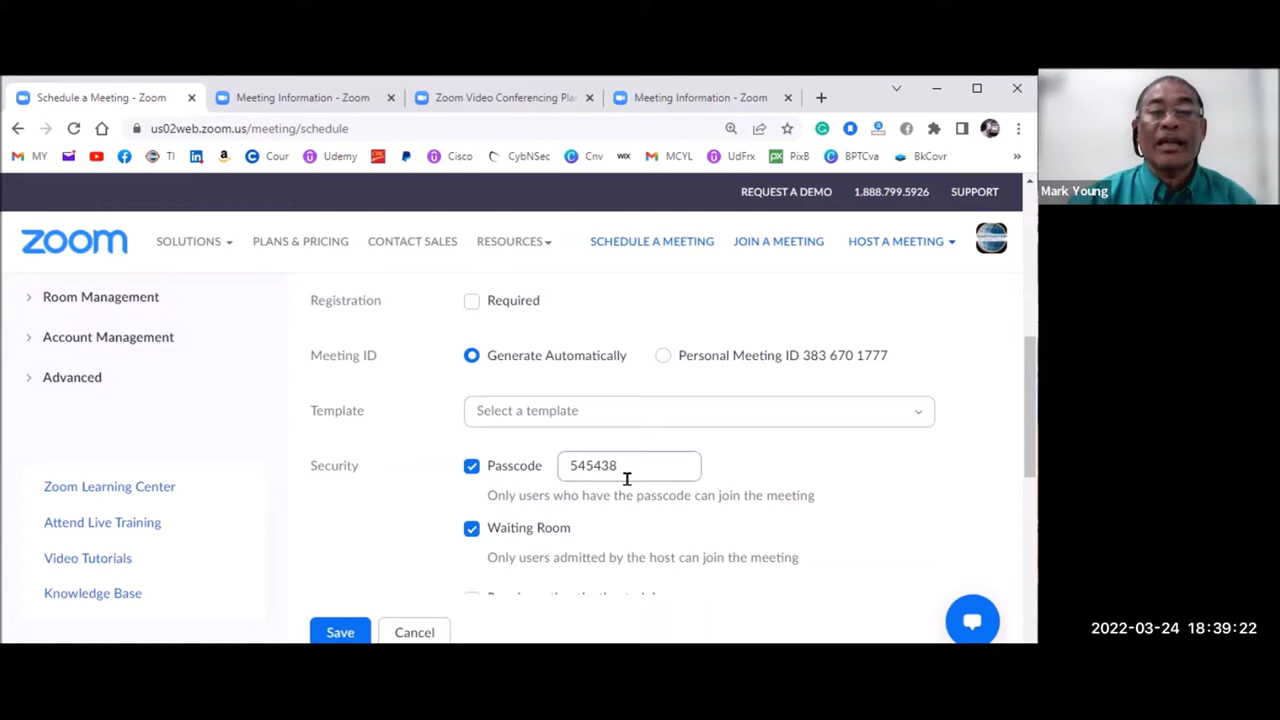 Schedule a Meeting - Zoom
Meeting Information - Zoom
Zoom Video Conferencing Pla
Meeting Information - Zoom
us02web.zoom.us/meeting/schedule
MY
TI
Cour
Udemy
Cisco
CybNSec
Cnv
WIX
MCYL
UdFrx
PixB
BPTCva
BkCovr
Mark Young
REQUEST A DEMO 1.888.799.5926 SUPPORT
zoom SOLUTIONS PLANS & PRICING CONTACT SALES RESOURCES SCHEDULE A MEETING JOIN A MEETING HOST A MEETING
Room Management
Account Management
Advanced
Zoom Learning Center
Attend Live Training
Video Tutorials
Knowledge Base
Registration Required
Meeting ID Generate Automatically Personal Meeting ID 383 670 1777
Template Select a template
Security Passcode 545438
Only users who have the passcode can join the meeting
Waiting Room
Only users admitted by the host can join the meeting
Save Cancel
2022-03-24 18:39:22